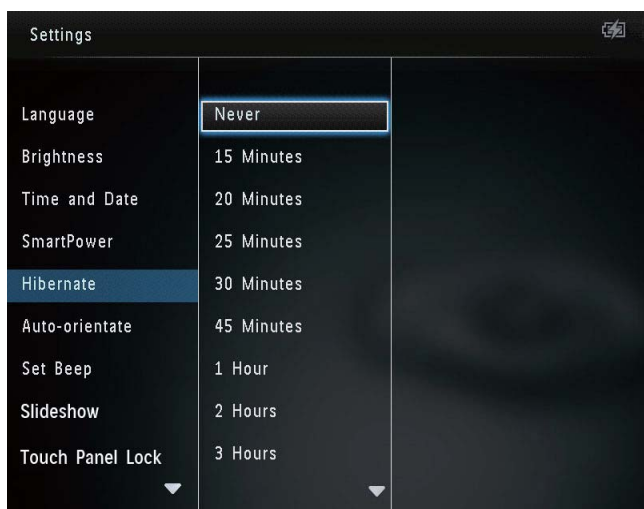 Settings
Language
Brightness
Time and Date
SmartPower
Hibernate
Auto-orientate
Set Beep
Slideshow
Touch Panel Lock
Never
15 Minutes
20 Minutes
25 Minutes
30 Minutes
45 Minutes
1 Hour
2 Hours
3 Hours